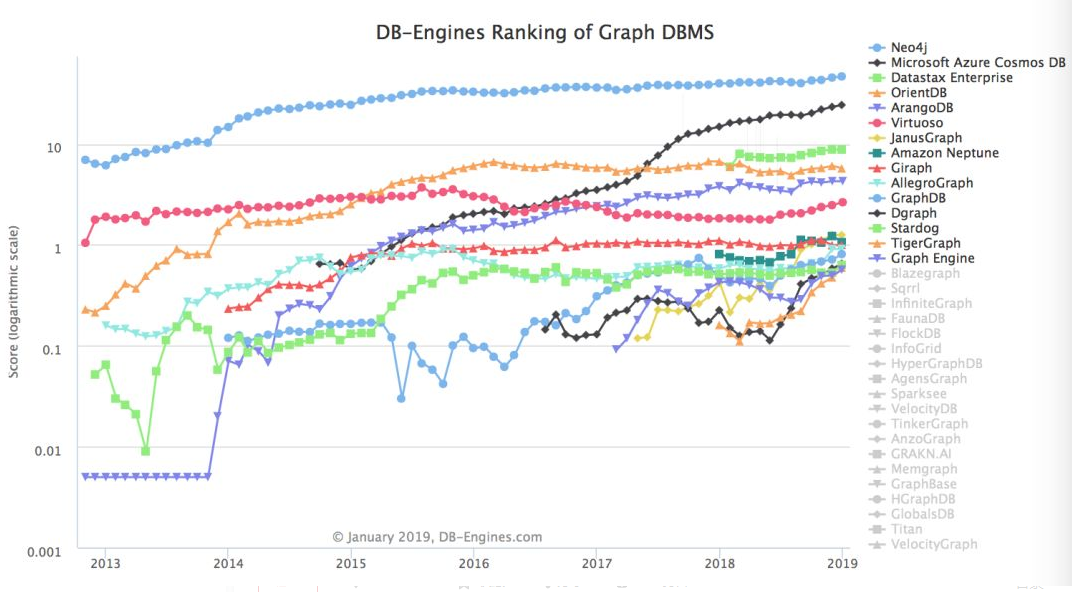 DB-Engines Ranking of Graph DBMS
Score (logarithmic scale)
10
1
0.1
0.01
0.001
2013
2014
2015
2016
2017
2018
2019
© January 2019, DB-Engines.com
Neo4j
Microsoft Azure Cosmos DB
Datastax Enterprise
OrientDB
ArangoDB
Virtuoso
JanusGraph
Amazon Neptune
Giraph
AllegroGraph
GraphDB
Dgraph
Stardog
TigerGraph
Graph Engine
Blazegraph
Sqrrl
InfiniteGraph
FaunaDB
FlockDB
InfoGrid
HyperGraphDB
AgensGraph
Sparksee
VelocityDB
TinkerGraph
AnzoGraph
GRAKN.AI
Memgraph
GraphBase
HGraphDB
GlobalsDB
Titan
VelocityGraph